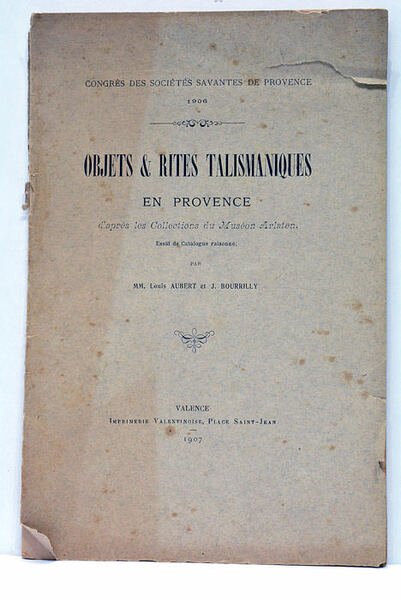 CONGRÈS DES SOCIÉTÉS SAVANTES DE PROVENCE
1906
OBJETS & RITES TALISMANIQUES
EN PROVENCE
d'après les Collections du Muséon Arlaten.
Essai de Catalogue raisonné,
PAR
MM. Louis AUBERT et J. BOURRILLY
VALENCE
IMPRIMERIE VALENTINOISE, PLACE SAINT-JEAN
1907